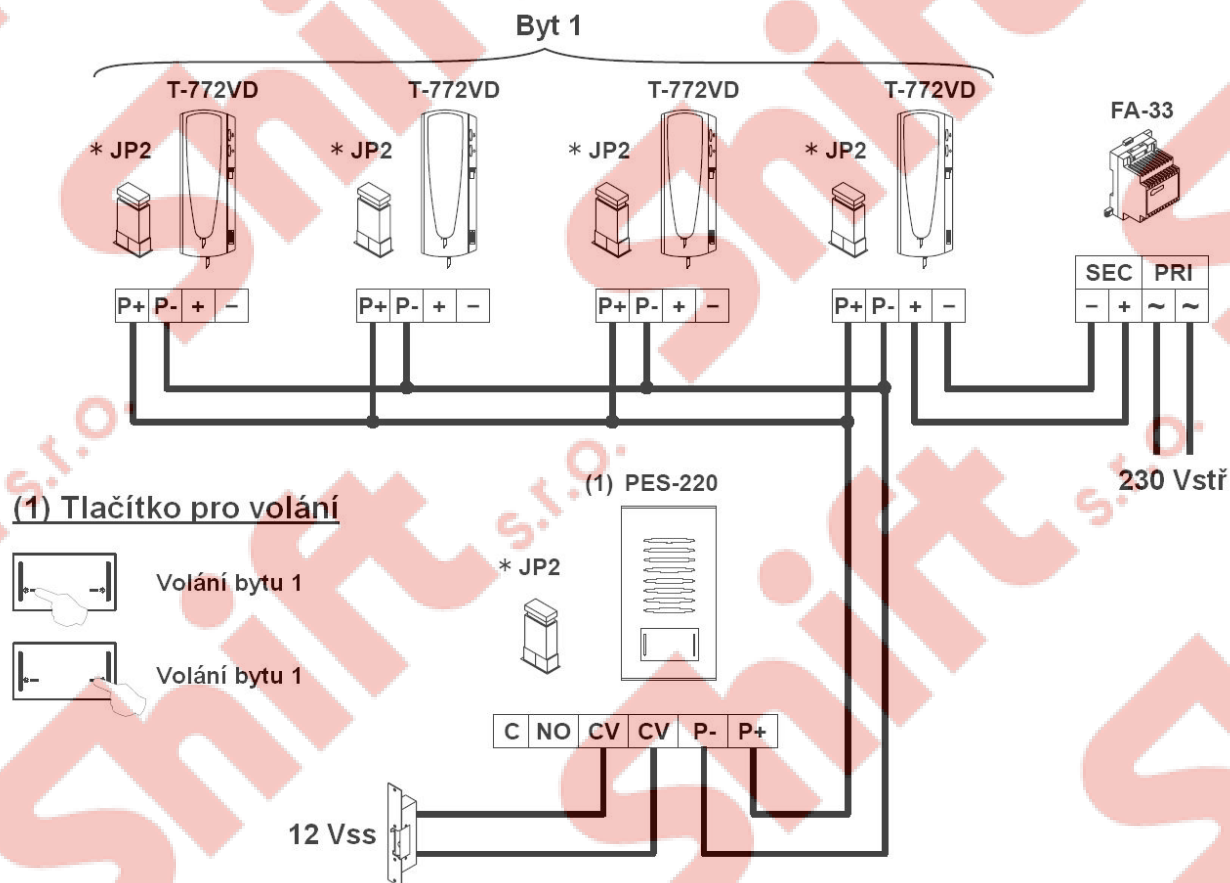 Byt 1
T-772VD T-772VD T-772VD T-772VD
FA-33
* JP2 * JP2 * JP2 * JP2
SEC PRI
P+ P- + – P+ P- + – P+ P- + – P+ P- + – – + ~ ~
230 Vstř
(1) PES-220
(1) Tlačítko pro volání
* JP2
Volání bytu 1
Volání bytu 1
C NO CV CV P- P+
12 Vss
Shift s.r.o.